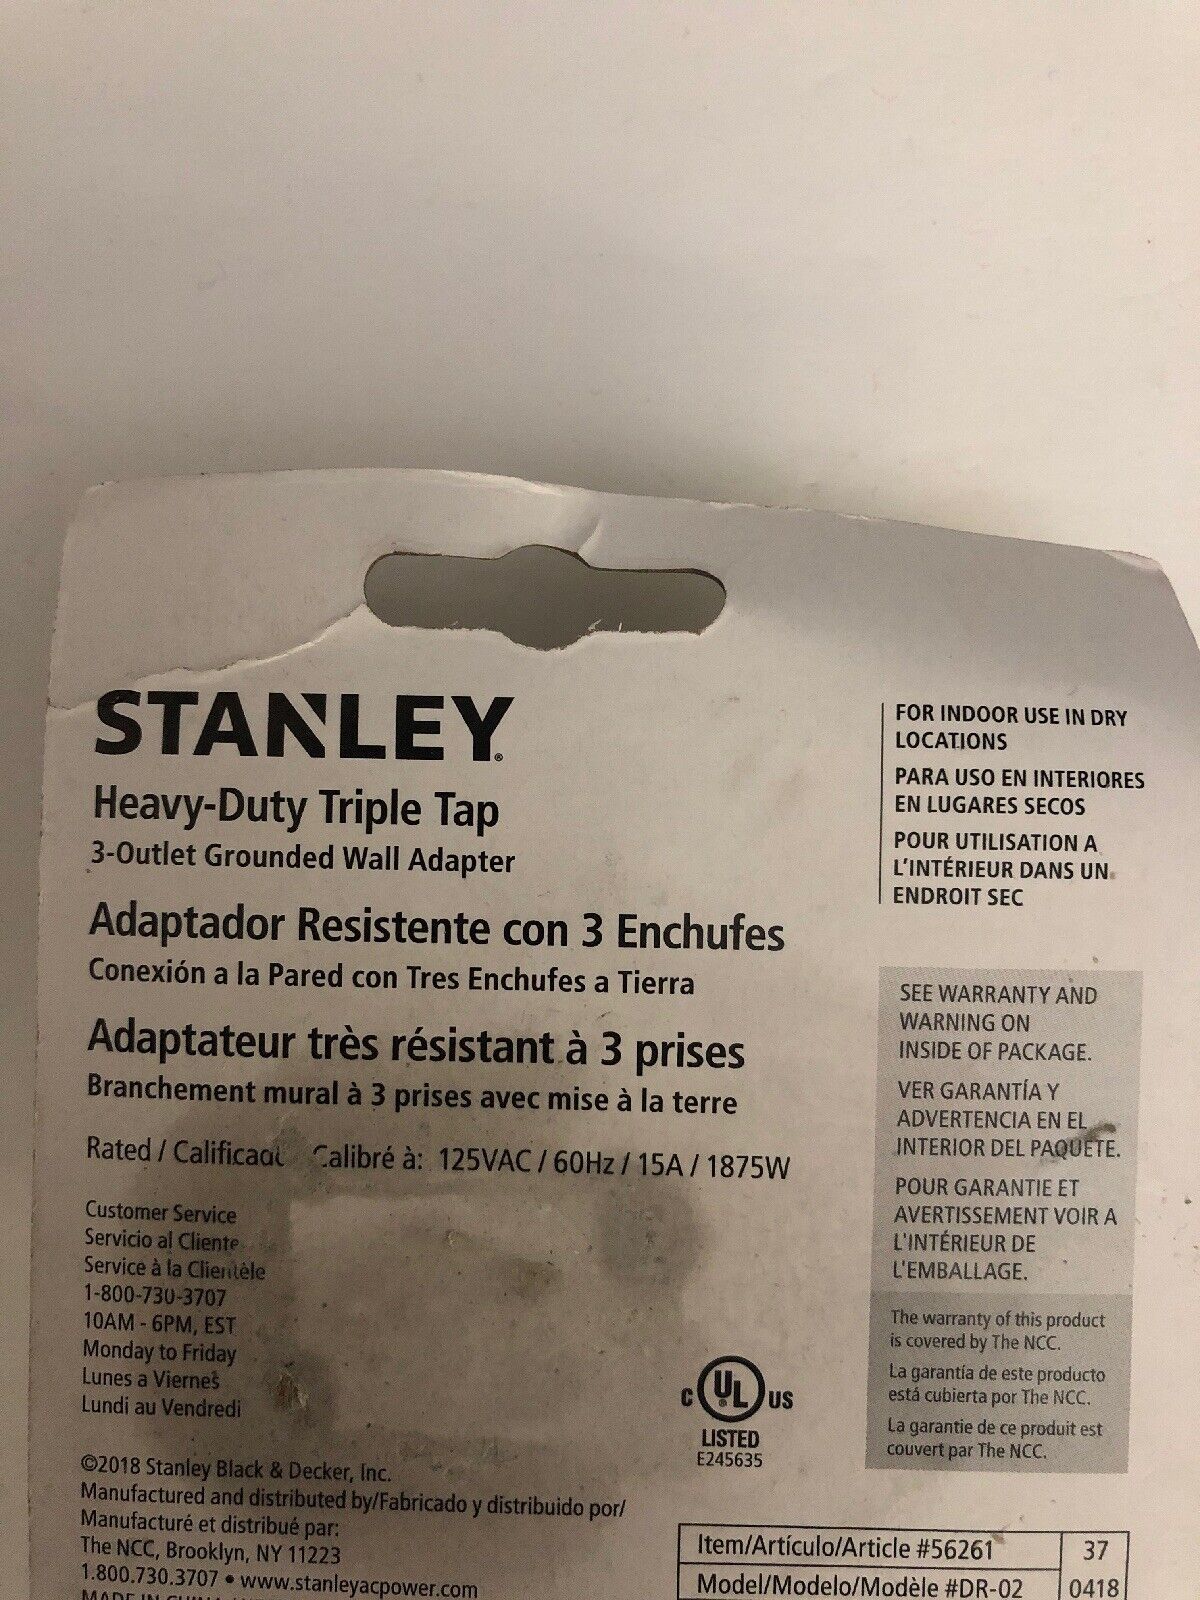 STANLEY®
Heavy-Duty Triple Tap
3-Outlet Grounded Wall Adapter
Adaptador Resistente con 3 Enchufes
Conexión a la Pared con Tres Enchufes a Tierra
Adaptateur très résistant à 3 prises
Branchement mural à 3 prises avec mise à la terre
Rated / Calibré à: 125VAC / 60Hz / 15A / 1875W
Customer Service
Servicio al Cliente
Service à la Clientèle
1-800-730-3707
10AM - 6PM, EST
Monday to Friday
Lunes a Viernes
Lundi au Vendredi
©2018 Stanley Black & Decker, Inc.
Manufactured and distributed by/Fabricado y distribuido por/
Manufacturé et distribué par:
The NCC, Brooklyn, NY 11223
1.800.730.3707 • www.stanleyacpower.com
MADE IN CHINA
FOR INDOOR USE IN DRY
LOCATIONS
PARA USO EN INTERIORES
EN LUGARES SECOS
POUR UTILISATION A
L'INTÉRIEUR DANS UN
ENDROIT SEC
SEE WARRANTY AND
WARNING ON
INSIDE OF PACKAGE.
VER GARANTÍA Y
ADVERTENCIA EN EL
INTERIOR DEL PAQUETE.
POUR GARANTIE ET
AVERTISSEMENT VOIR A
L'INTÉRIEUR DE
L'EMBALLAGE.
The warranty of this product
is covered by The NCC.
La garantía de este producto
está cubierta por The NCC.
La garantie de ce produit est
couvert par The NCC.
C UL® US
LISTED
E245635
Item/Artículo/Article #56261 37
Model/Modelo/Modèle #DR-02 0418